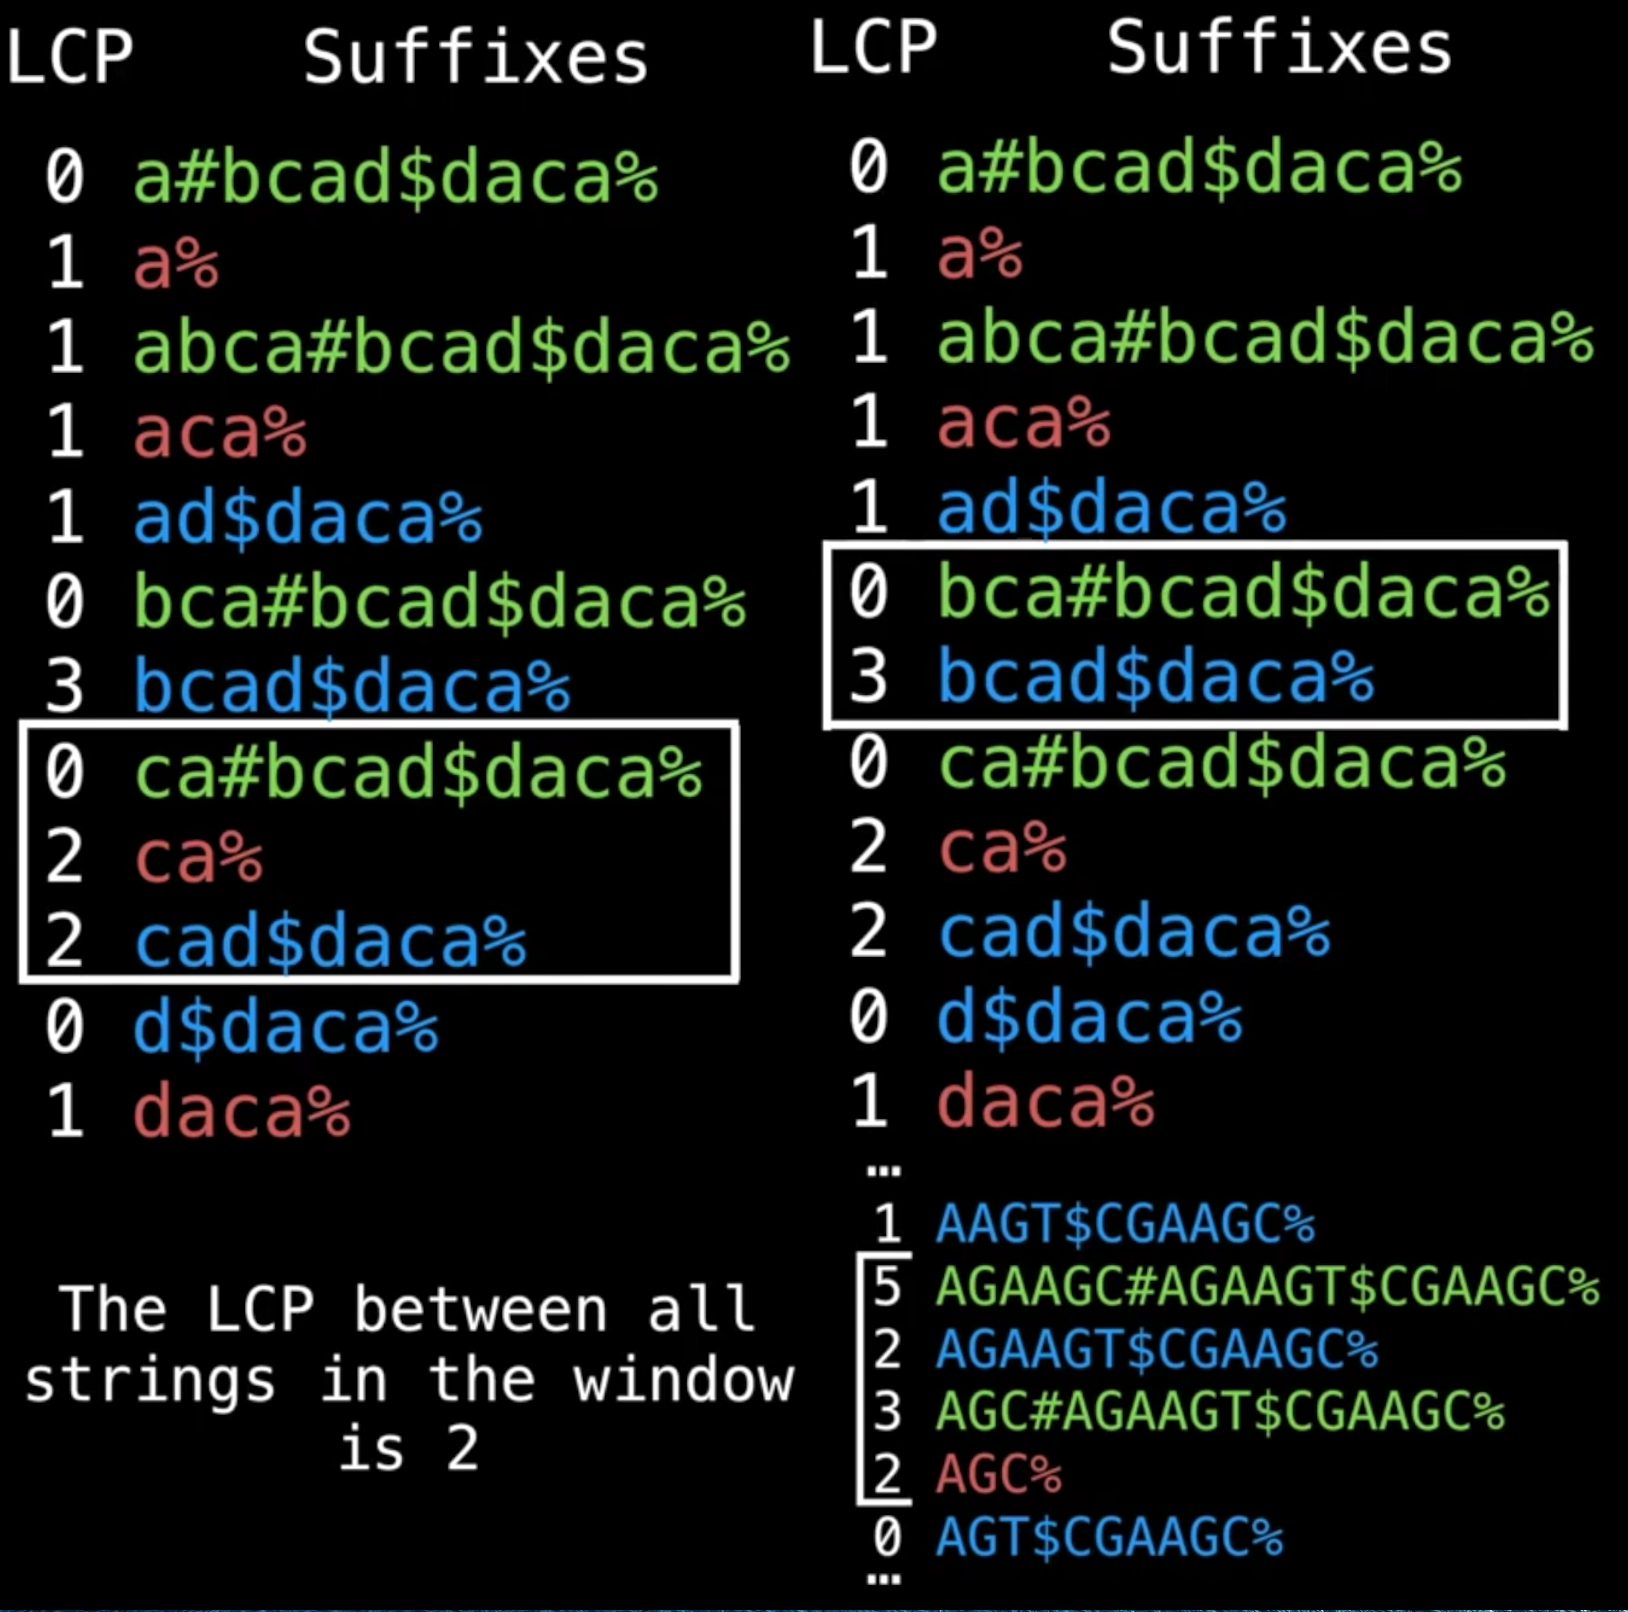 LCP Suffixes
0 a#bcad$daca%
1 a%
1 abca#bcad$daca%
1 aca%
1 ad$daca%
0 bca#bcad$daca%
3 bcad$daca%
0 ca#bcad$daca%
2 ca%
2 cad$daca%
0 d$daca%
1 daca%
The LCP between all
strings in the window
is 2
LCP Suffixes
0 a#bcad$daca%
1 a%
1 abca#bcad$daca%
1 aca%
1 ad$daca%
0 bca#bcad$daca%
3 bcad$daca%
0 ca#bcad$daca%
2 ca%
2 cad$daca%
0 d$daca%
1 daca%
…
1 AAGT$CGAAGC%
5 AGAAGC#AGAAGT$CGAAGC%
2 AGAAGT$CGAAGC%
3 AGC#AGAAGT$CGAAGC%
2 AGC%
0 AGT$CGAAGC%
…